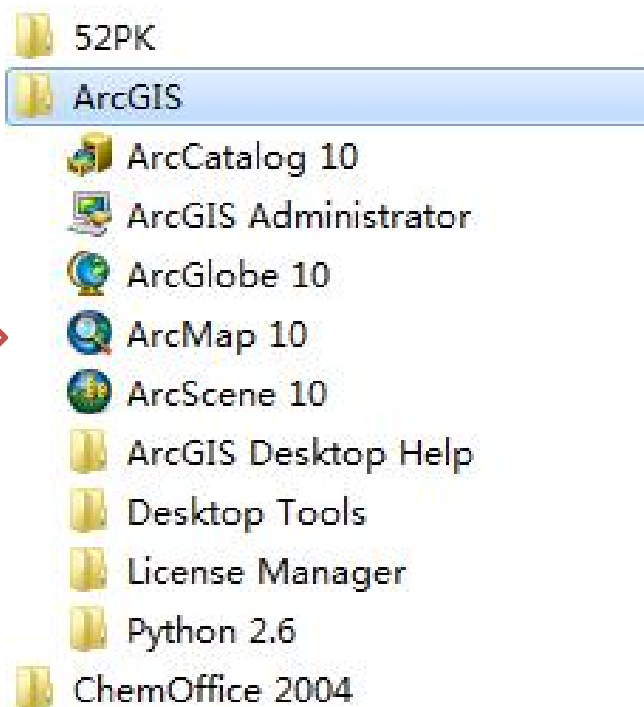 52PK
ArcGIS
ArcCatalog 10
ArcGIS Administrator
ArcGlobe 10
ArcMap 10
ArcScene 10
ArcGIS Desktop Help
Desktop Tools
License Manager
Python 2.6
ChemOffice 2004